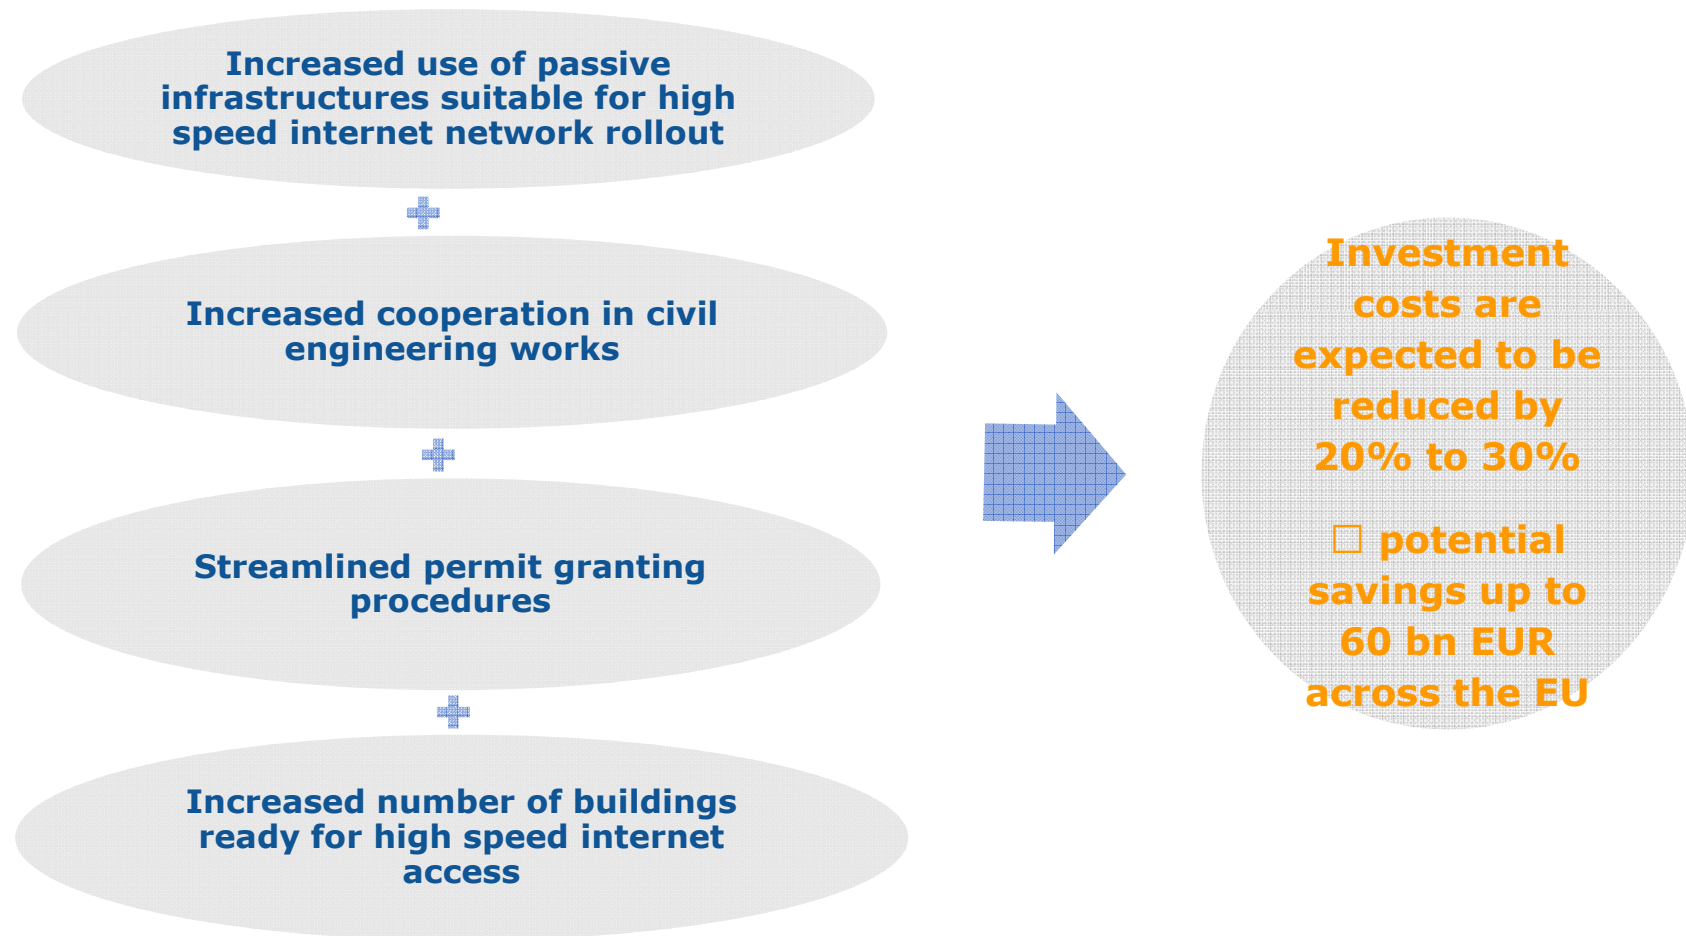 Increased use of passive
infrastructures suitable for high
speed internet network rollout
Increased cooperation in civil
engineering works
Streamlined permit granting
procedures
Increased number of buildings
ready for high speed internet
access
Investment
costs are
expected to be
reduced by
20% to 30%
□ potential
savings up to
60 bn EUR
across the EU